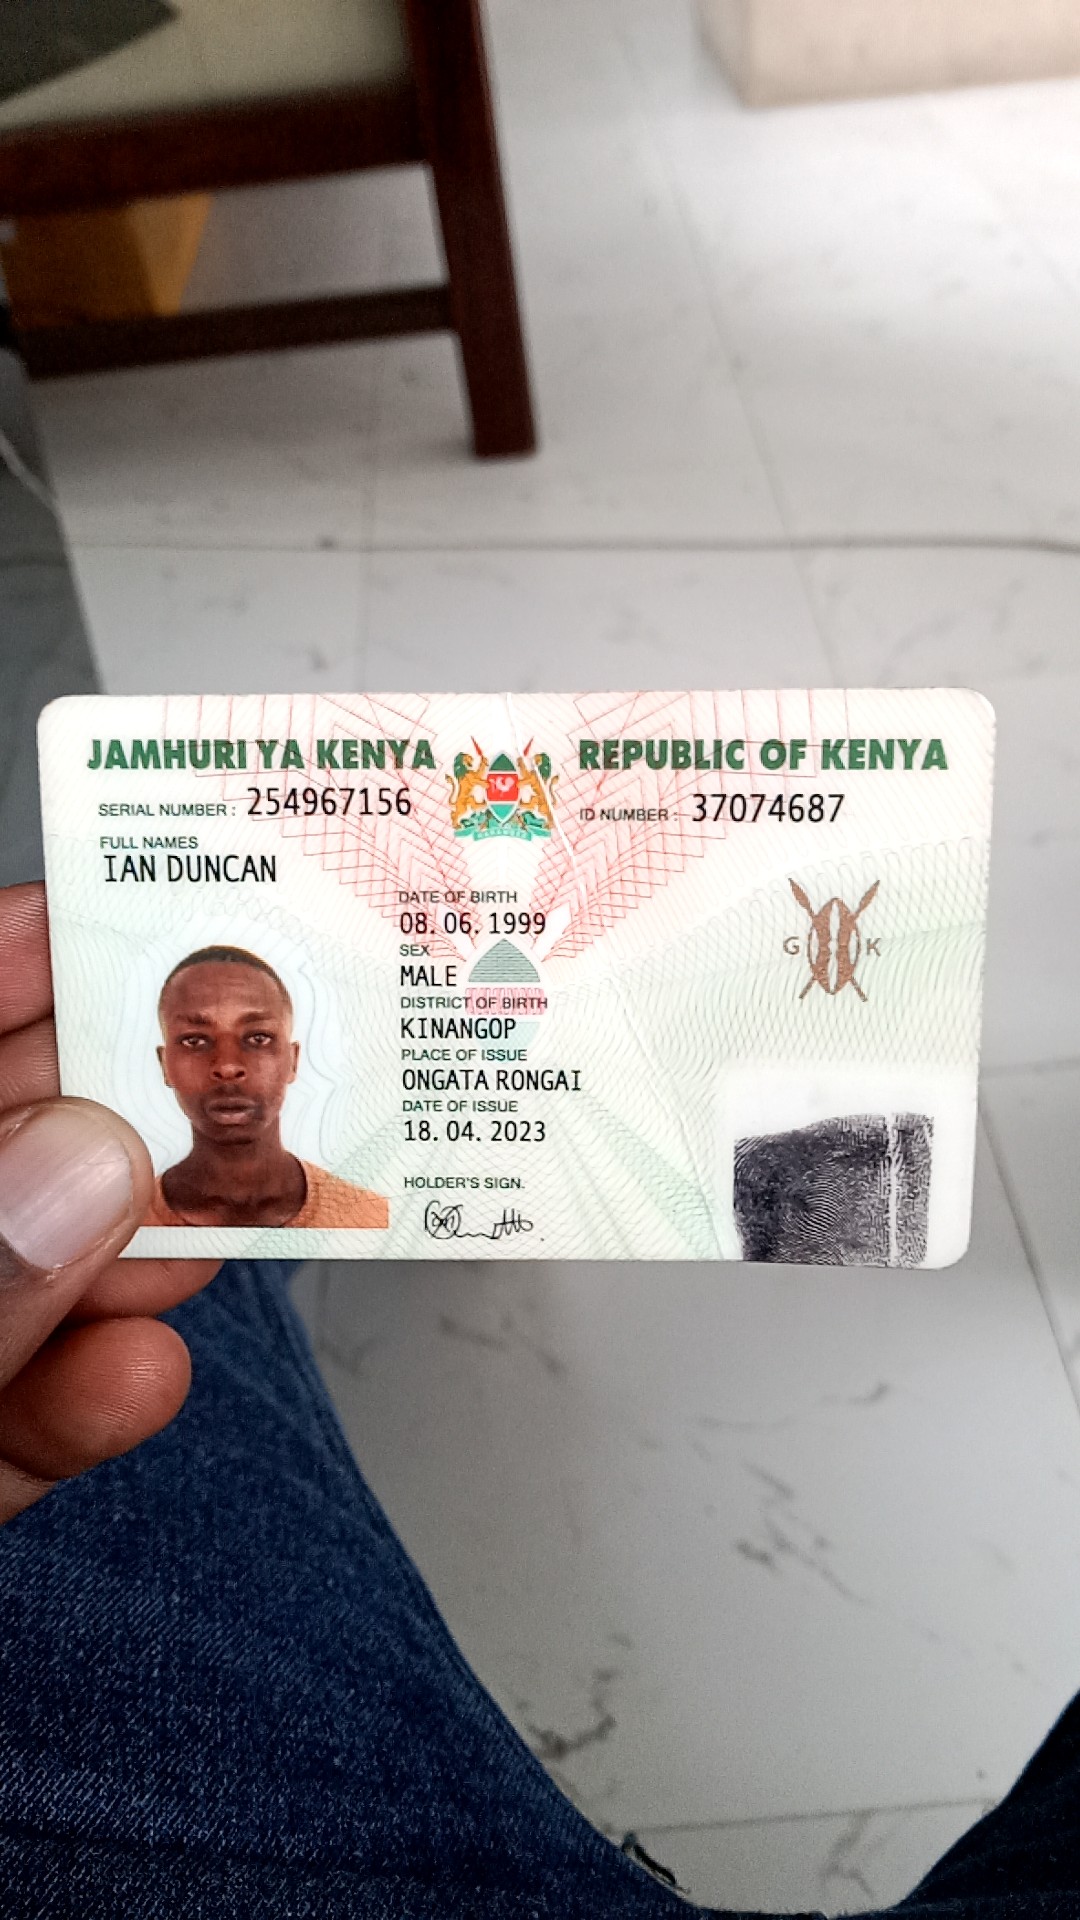 JAMHURI YA KENYA REPUBLIC OF KENYA
SERIAL NUMBER : 254967156 ID NUMBER : 37074687
FULL NAMES
IAN DUNCAN
DATE OF BIRTH
08. 06. 1999
SEX
MALE
DISTRICT OF BIRTH
KINANGOP
PLACE OF ISSUE
ONGATA RONGAI
DATE OF ISSUE
18. 04. 2023
HOLDER'S SIGN.
G K
HARAMBEE